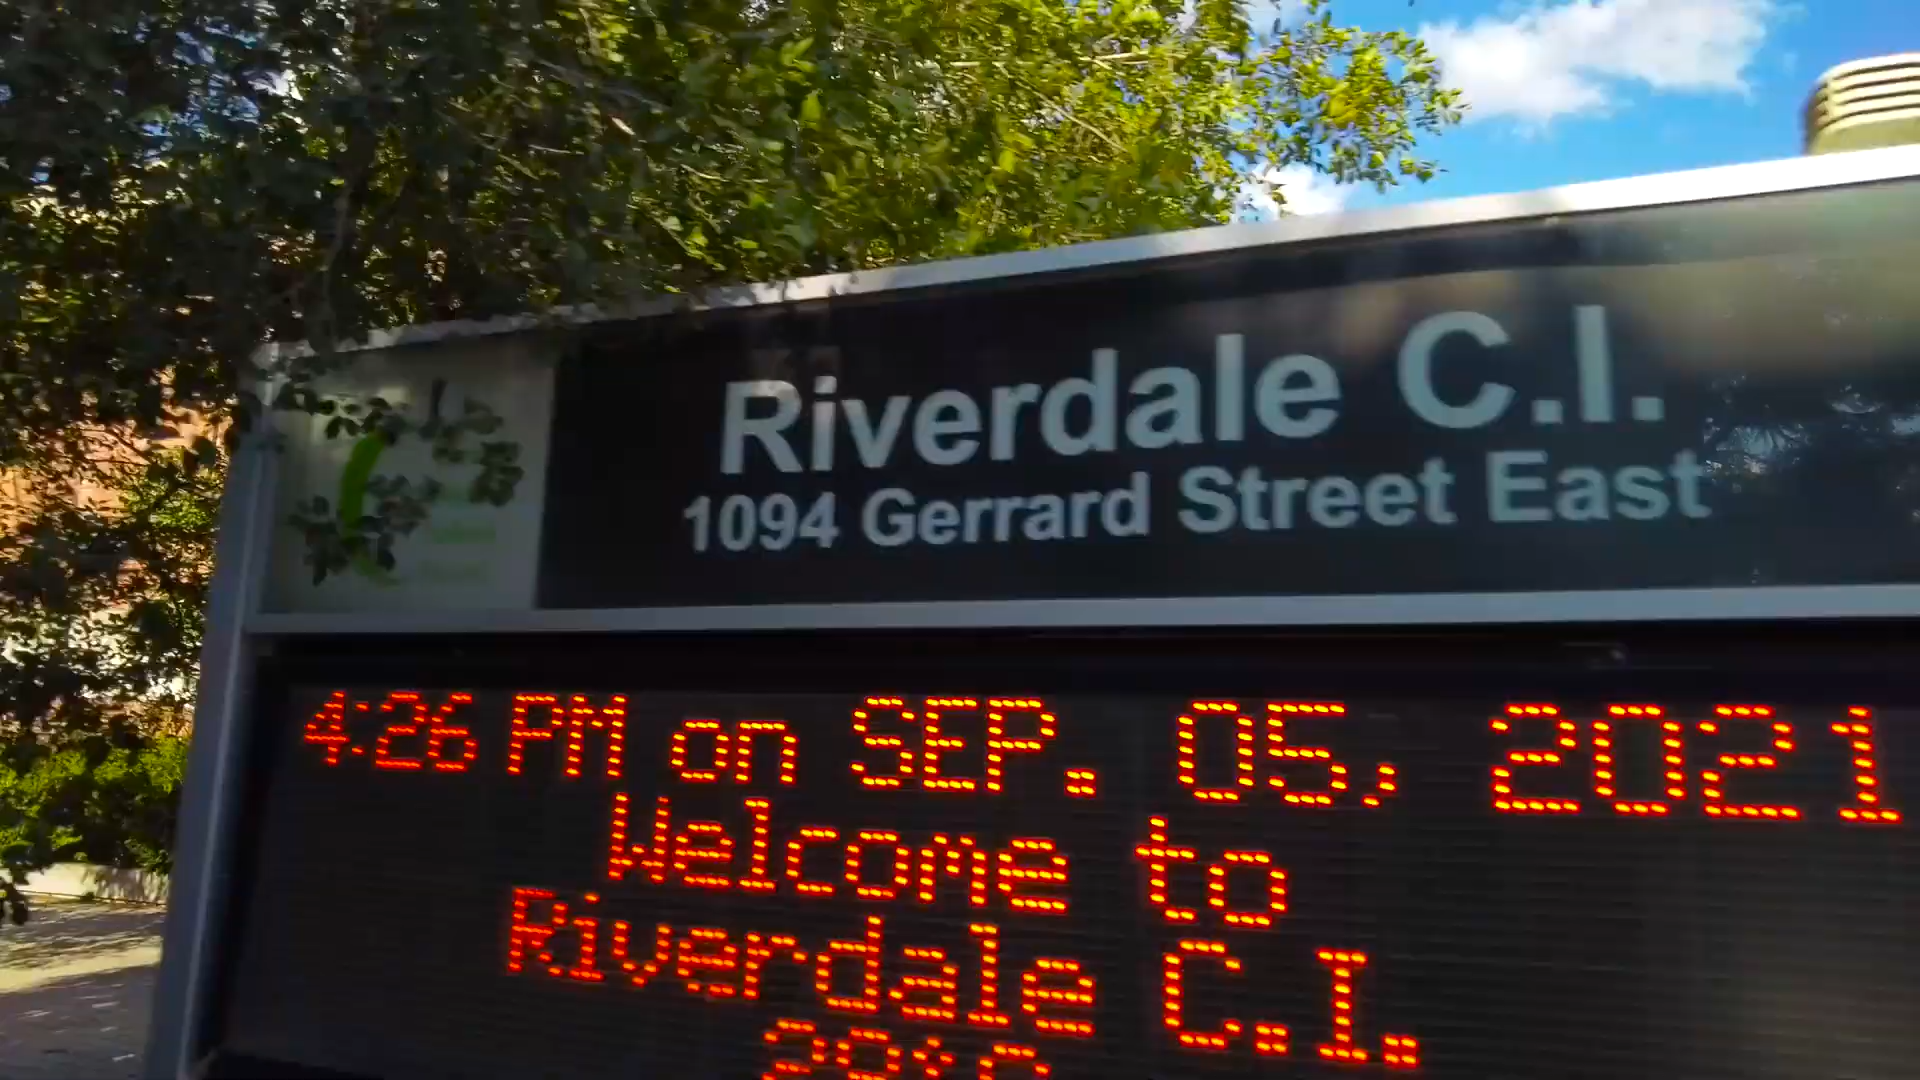 Riverdale C.I.
1094 Gerrard Street East
4:26 PM on SEP. 05, 2021
Welcome to
Riverdale C.I.